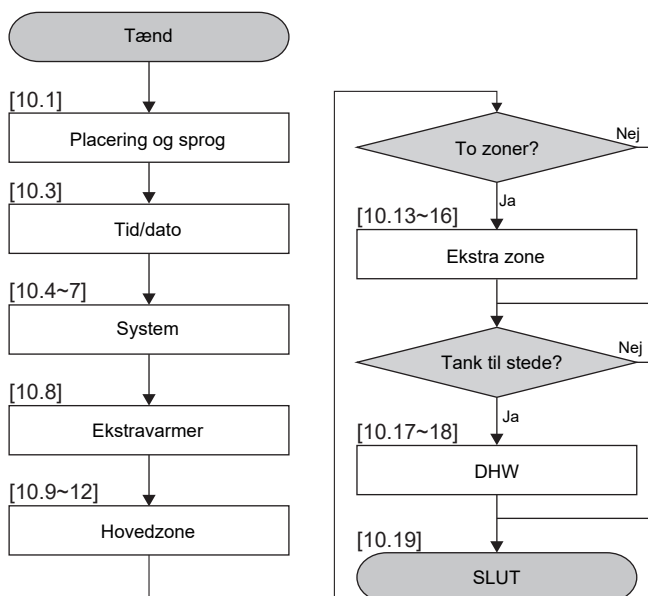 Tænd
[10.1]
Placering og sprog
[10.3]
Tid/dato
[10.4~7]
System
[10.8]
Ekstravarmer
[10.9~12]
Hovedzone
To zoner?
Nej
Ja
[10.13~16]
Ekstra zone
Tank til stede?
Nej
Ja
[10.17~18]
DHW
[10.19]
SLUT